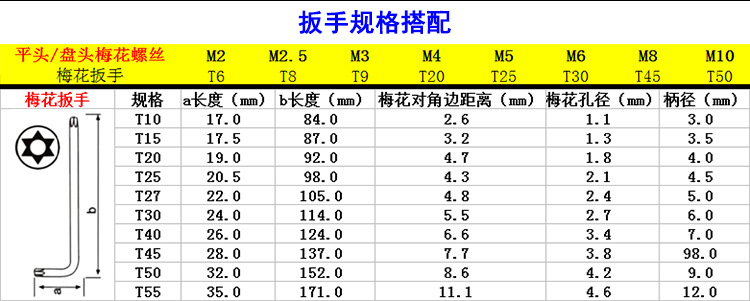 扳手规格搭配
平头/盘头梅花螺丝 M2 M2.5 M3 M4 M5 M6 M8 M10
梅花扳手 T6 T8 T9 T20 T25 T30 T45 T50
梅花扳手 规格 a长度（mm） b长度（mm） 梅花对角边距离（mm） 梅花孔径（mm） 柄径（mm）
T10 17.0 84.0 2.6 1.1 3.0
T15 17.5 87.0 3.2 1.3 3.5
T20 19.0 92.0 4.7 1.8 4.0
T25 20.5 98.0 4.3 2.1 4.5
T27 22.0 105.0 4.8 2.4 5.0
T30 24.0 114.0 5.5 2.7 6.0
T40 26.0 124.0 6.6 3.4 7.0
T45 28.0 137.0 7.7 3.8 98.0
T50 32.0 152.0 8.6 4.2 9.0
T55 35.0 171.0 11.1 4.6 12.0
b
a